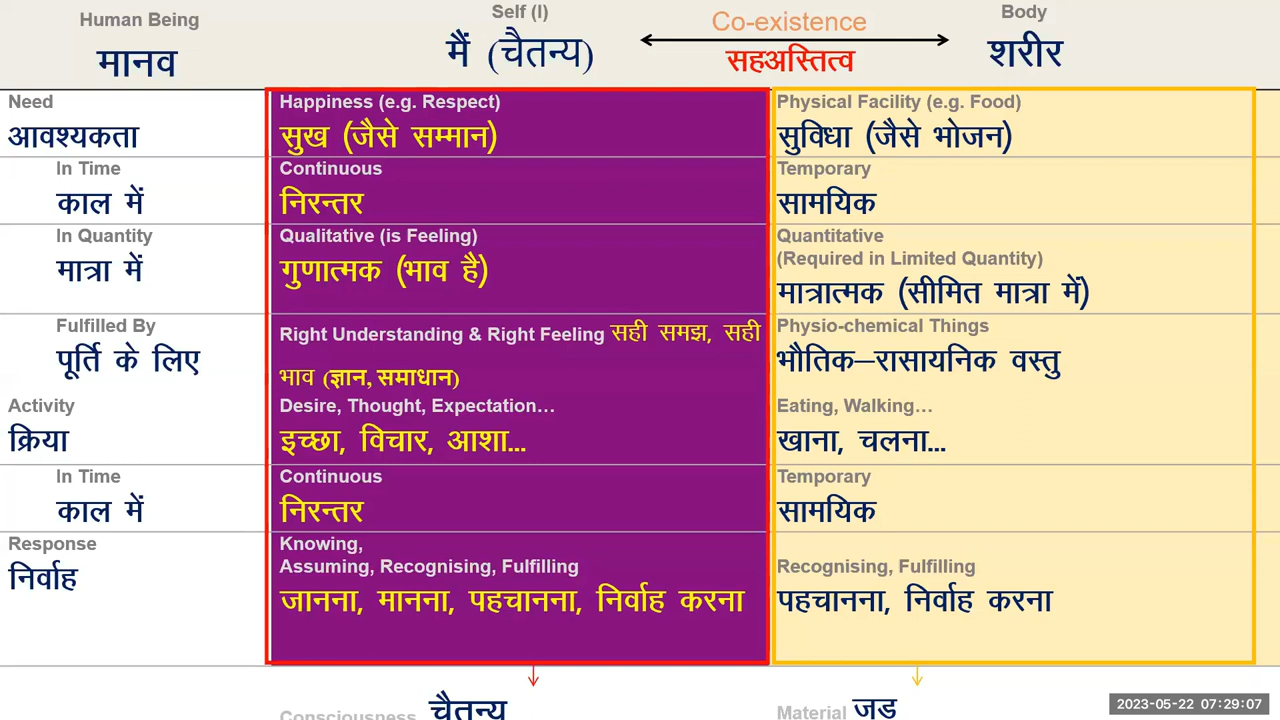 Human Being
मानव
Self (I)
मैं (चैतन्य)
Co-existence
सहअस्तित्व
Body
शरीर
Need
आवश्यकता
Happiness (e.g. Respect)
सुख (जैसे सम्मान)
Physical Facility (e.g. Food)
सुविधा (जैसे भोजन)
In Time
काल में
Continuous
निरन्तर
Temporary
सामयिक
In Quantity
मात्रा में
Qualitative (is Feeling)
गुणात्मक (भाव है)
Quantitative
(Required in Limited Quantity)
मात्रात्मक (सीमित मात्रा में)
Fulfilled By
पूर्ति के लिए
Right Understanding & Right Feeling सही समझ, सही
भाव (ज्ञान, समाधान)
Physio-chemical Things
भौतिक–रासायनिक वस्तु
Activity
क्रिया
Desire, Thought, Expectation…
इच्छा, विचार, आशा...
Eating, Walking…
खाना, चलना...
In Time
काल में
Continuous
निरन्तर
Temporary
सामयिक
Response
निर्वाह
Knowing,
Assuming, Recognising, Fulfilling
जानना, मानना, पहचानना, निर्वाह करना
Recognising, Fulfilling
पहचानना, निर्वाह करना
Consciousness चैतन्य
Material जड
2023-05-22 07:29:07